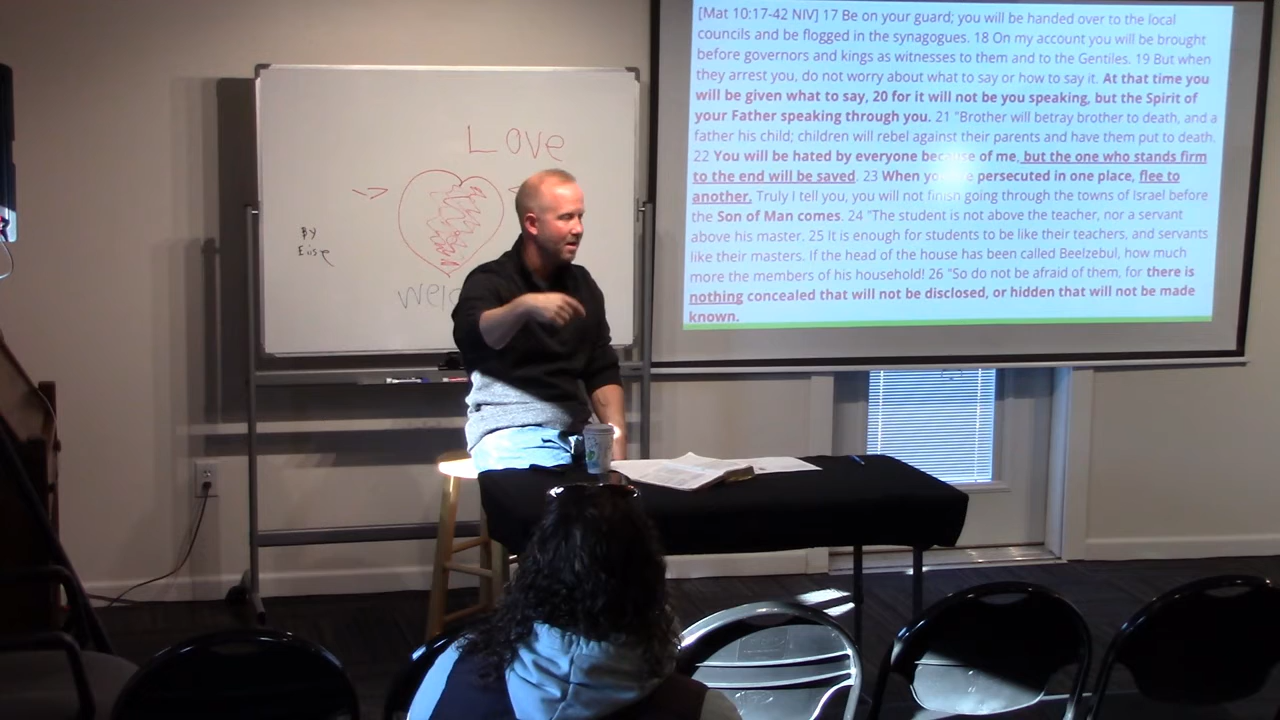 Love
By
[Mat 10:17-42 NIV] 17 Be on your guard; you will be handed over to the local
councils and be flogged in the synagogues. 18 On my account you will be brought
before governors and kings as witnesses to them and to the Gentiles. 19 But when
they arrest you, do not worry about what to say or how to say it. At that time you
will be given what to say, 20 for it will not be you speaking, but the Spirit of
your Father speaking through you. 21 "Brother will betray brother to death, and a
father his child; children will rebel against their parents and have them put to death.
22 You will be hated by everyone because of me, but the one who stands firm
to the end will be saved. 23 When you are persecuted in one place, flee to
another. Truly I tell you, you will not finish going through the towns of Israel before
the Son of Man comes. 24 "The student is not above the teacher, nor a servant
above his master. 25 It is enough for students to be like their teachers, and servants
like their masters. If the head of the house has been called Beelzebul, how much
more the members of his household! 26 "So do not be afraid of them, for there is
nothing concealed that will not be disclosed, or hidden that will not be made
known.